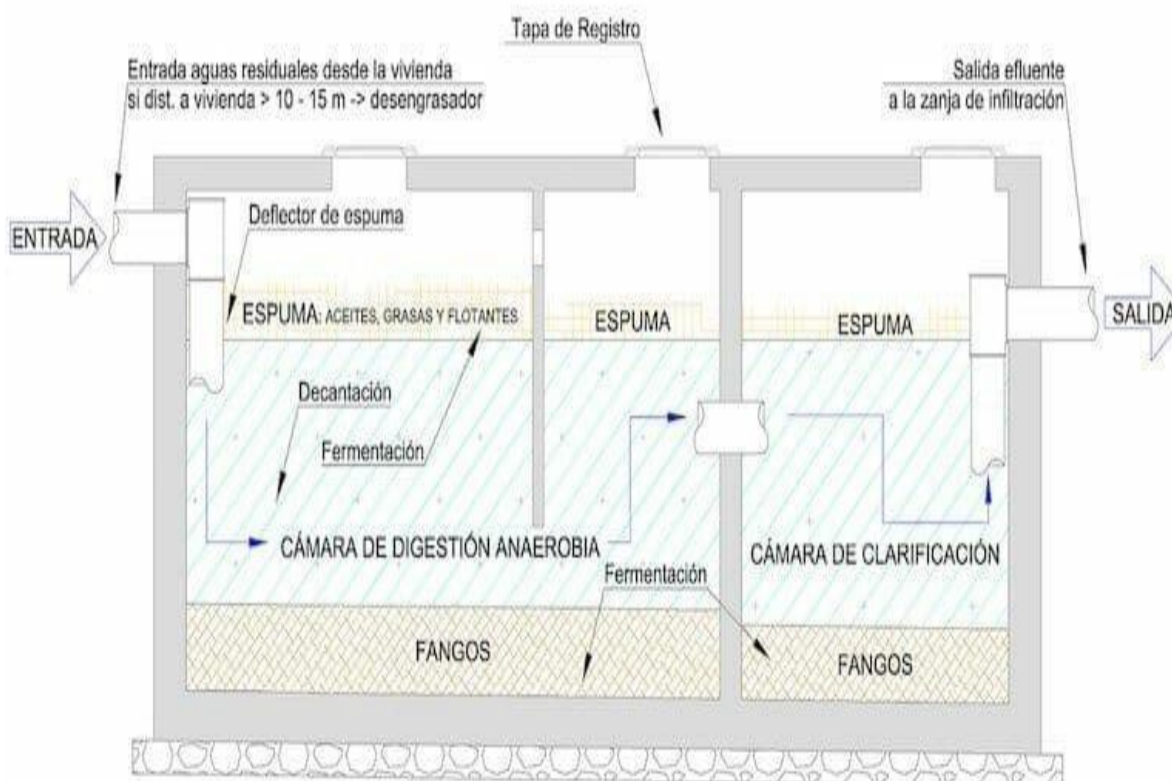 Tapa de Registro
Entrada aguas residuales desde la vivienda
si dist. a vivienda > 10 - 15 m -> desengrasador
Salida efluente
a la zanja de infiltración
Deflector de espuma
ENTRADA
ESPUMA: ACEITES, GRASAS Y FLOTANTES
ESPUMA
ESPUMA
SALIDA
Decantación
Fermentación
CÁMARA DE DIGESTIÓN ANAEROBIA
CÁMARA DE CLARIFICACIÓN
Fermentación
FANGOS
FANGOS